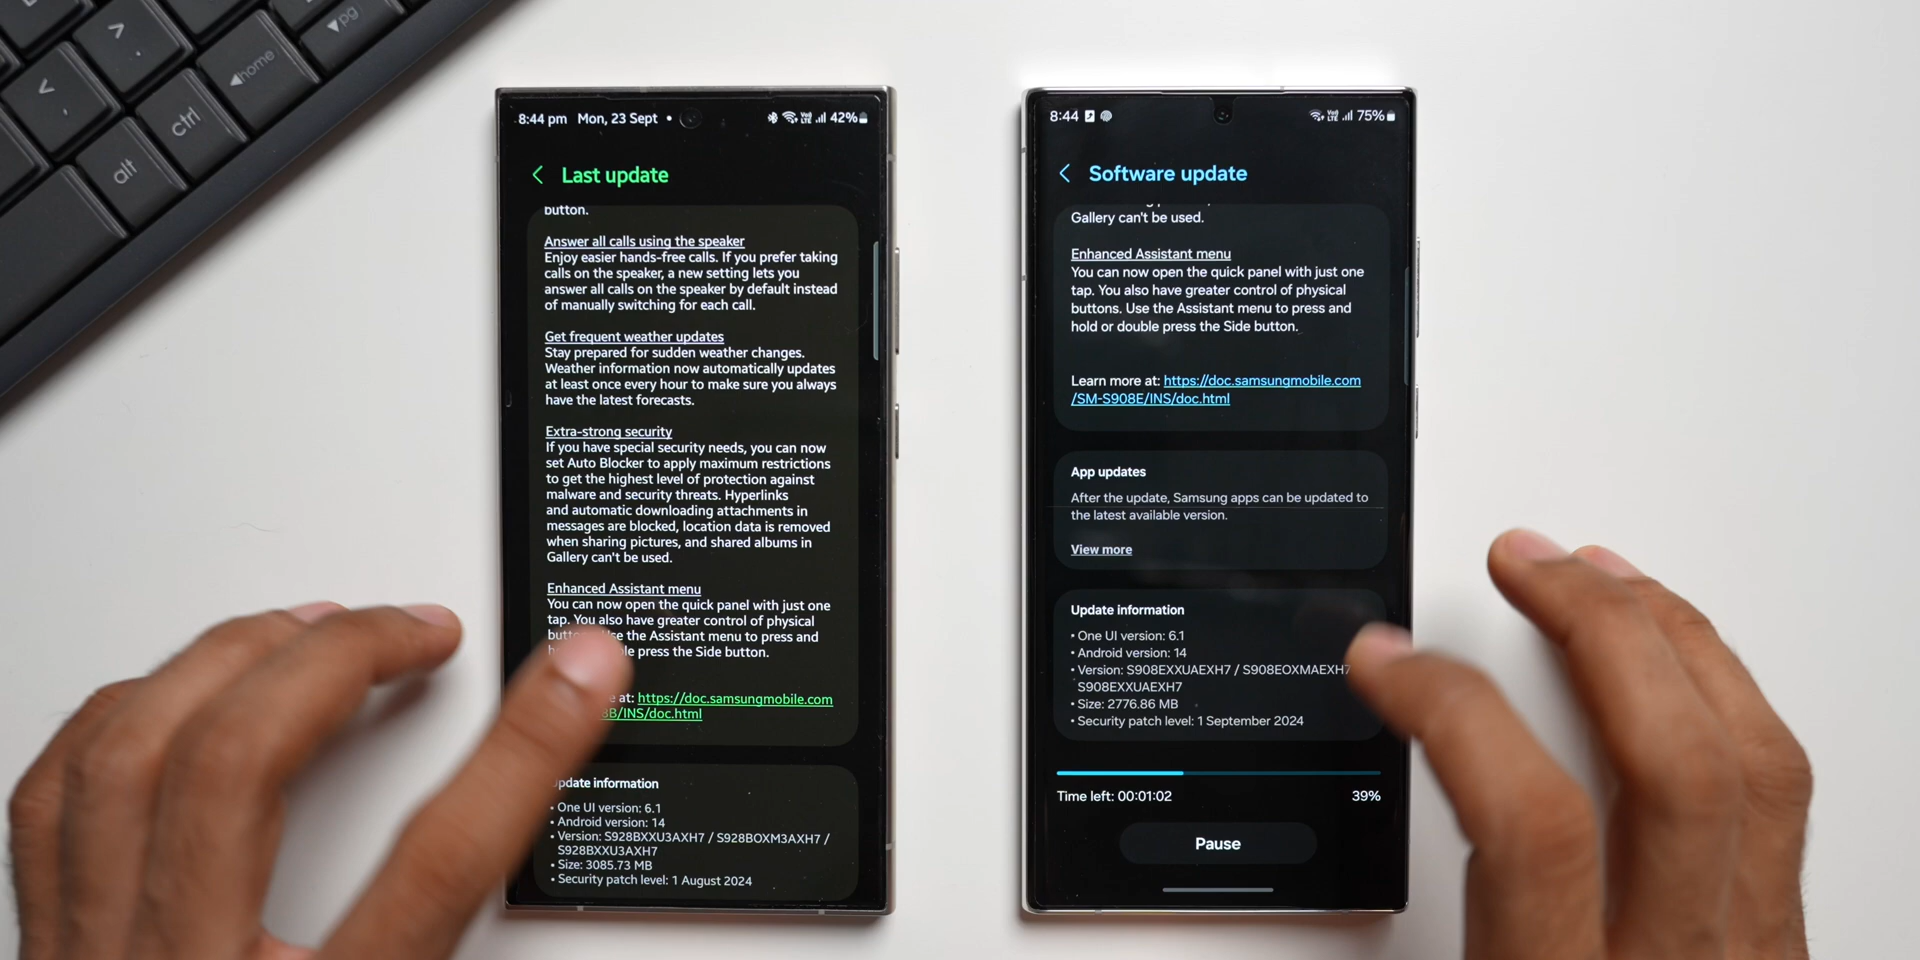 home
pg
ctrl
alt
8:44 pm Mon, 23 Sept • 42%
Last update
button.
Answer all calls using the speaker
Enjoy easier hands-free calls. If you prefer taking
calls on the speaker, a new setting lets you
answer all calls on the speaker by default instead
of manually switching for each call.
Get frequent weather updates
Stay prepared for sudden weather changes.
Weather information now automatically updates
at least once every hour to make sure you always
have the latest forecasts.
Extra-strong security
If you have special security needs, you can now
set Auto Blocker to apply maximum restrictions
to get the highest level of protection against
malware and security threats. Hyperlinks
and automatic downloading attachments in
messages are blocked, location data is removed
when sharing pictures, and shared albums in
Gallery can't be used.
Enhanced Assistant menu
You can now open the quick panel with just one
tap. You also have greater control of physical
the Assistant menu to press and
press the Side button.
at: https://doc.samsungmobile.com
/INS/doc.html
Update information
• One UI version: 6.1
• Android version: 14
• Version: S928BXXU3AXH7 / S928BOXM3AXH7 /
S928BXXU3AXH7
• Size: 3085.73 MB
• Security patch level: 1 August 2024
8:44 75%
Software update
Gallery can't be used.
Enhanced Assistant menu
You can now open the quick panel with just one
tap. You also have greater control of physical
buttons. Use the Assistant menu to press and
hold or double press the Side button.
Learn more at: https://doc.samsungmobile.com
/SM-S908E/INS/doc.html
App updates
After the update, Samsung apps can be updated to
the latest available version.
View more
Update information
• One UI version: 6.1
• Android version: 14
• Version: S908EXXUAEXH7 / S908EOXMAEXH7
S908EXXUAEXH7
• Size: 2776.86 MB
• Security patch level: 1 September 2024
Time left: 00:01:02 39%
Pause